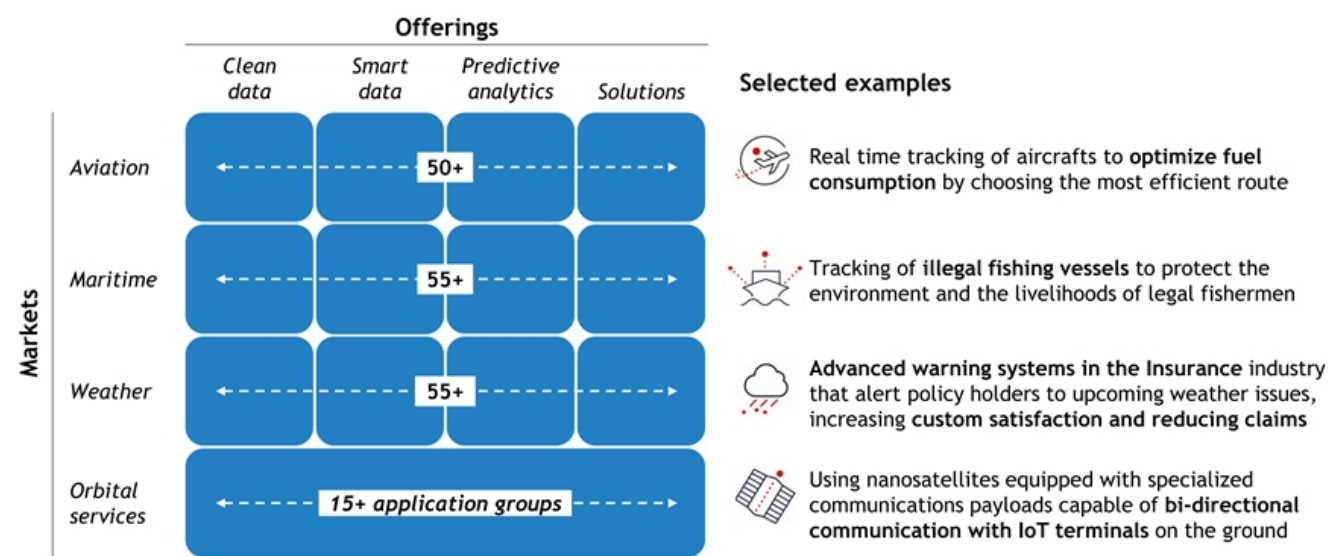 Offerings
Clean
data
Smart
data
Predictive
analytics
Solutions
Selected examples
Markets
Aviation
50+
Real time tracking of aircrafts to optimize fuel
consumption by choosing the most efficient route
Maritime
55+
Tracking of illegal fishing vessels to protect the
environment and the livelihoods of legal fishermen
Weather
55+
Advanced warning systems in the Insurance industry
that alert policy holders to upcoming weather issues,
increasing custom satisfaction and reducing claims
Orbital
services
15+ application groups
Using nanosatellites equipped with specialized
communications payloads capable of bi-directional
communication with IoT terminals on the ground